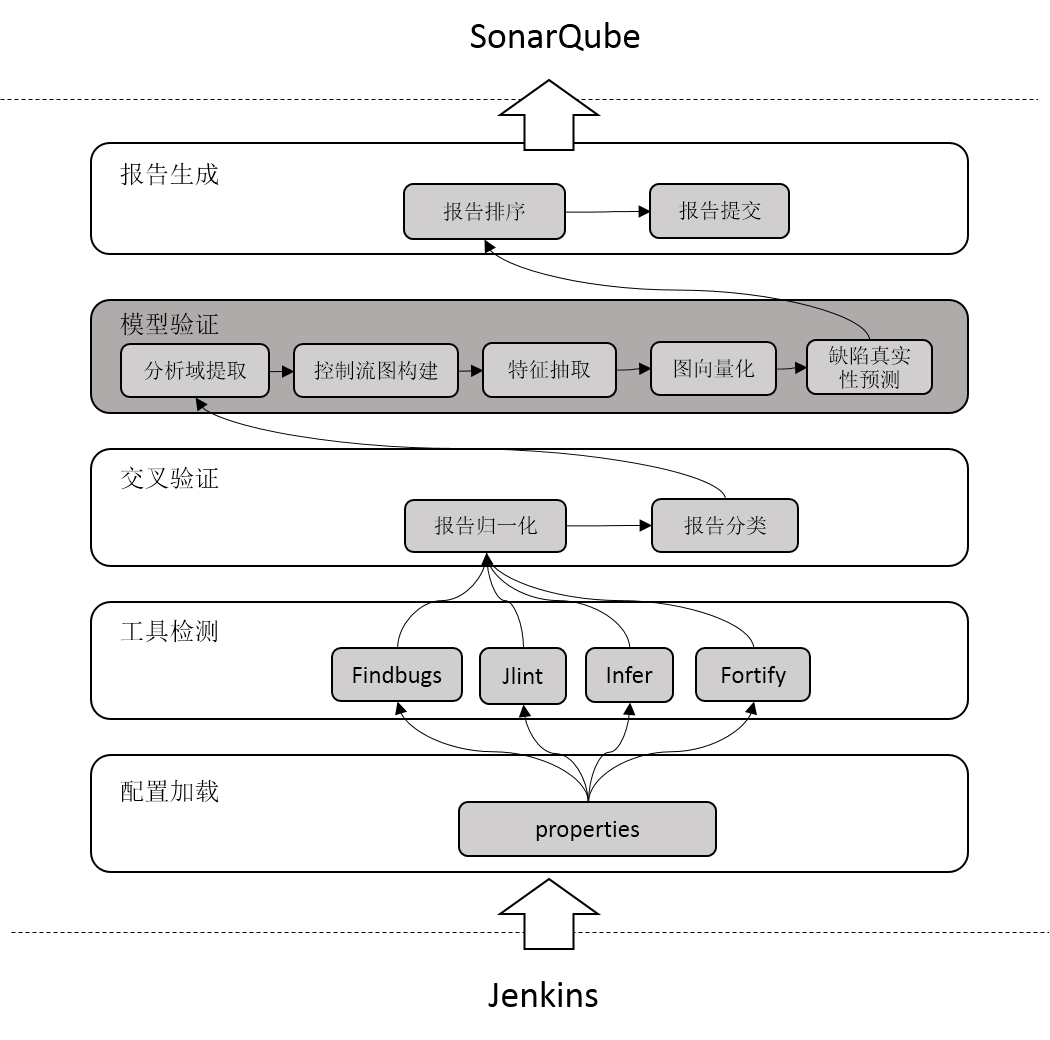 SonarQube
报告生成
报告排序
报告提交
模型验证
分析域提取
控制流图构建
特征抽取
图向量化
缺陷真实
性预测
交叉验证
报告归一化
报告分类
工具检测
Findbugs
Jlint
Infer
Fortify
配置加载
properties
Jenkins